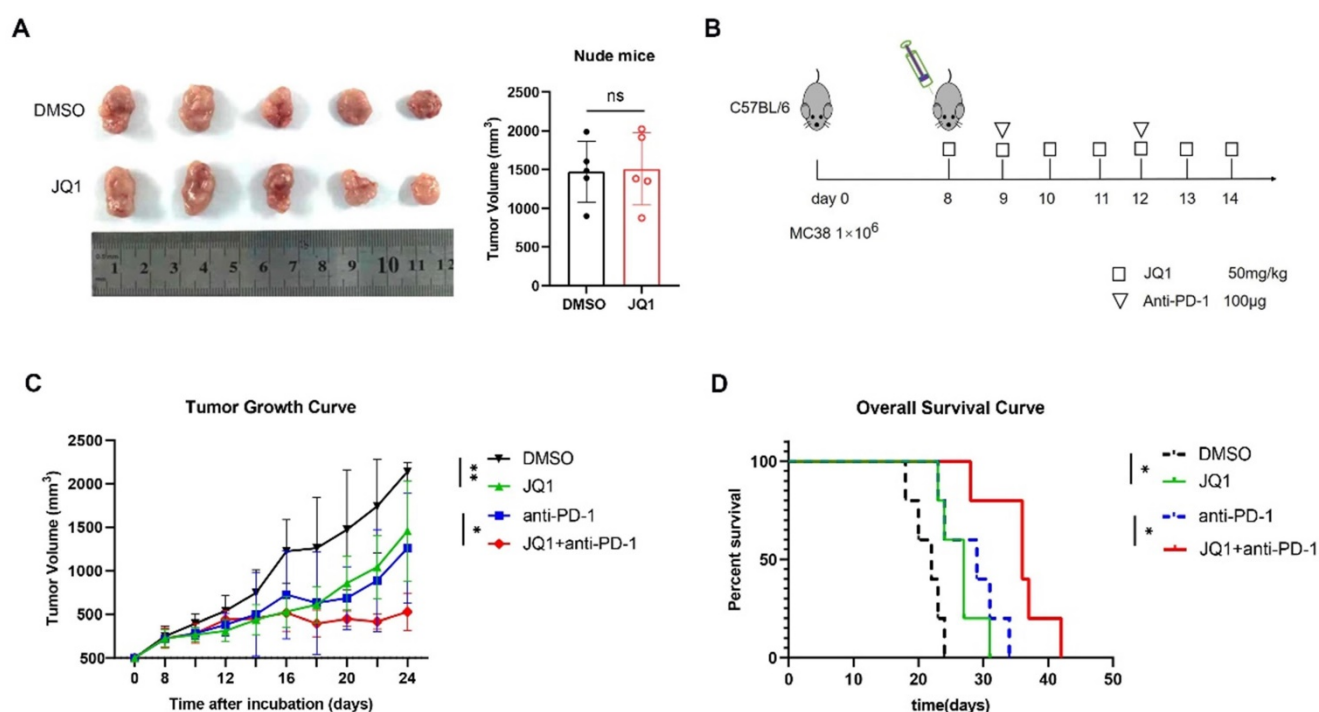 A
DMSO
JQ1
1 2 3 4 5 6 7 8 9 10 11 12
Nude mice
ns
Tumor Volume (mm³)
2500
2000
1500
1000
500
0
DMSO JQ1
B
C57BL/6
day 0 8 9 10 11 12 13 14
MC38 1×10⁶
JQ1 50mg/kg
Anti-PD-1 100μg
C
Tumor Growth Curve
Tumor Volume (mm³)
2500
2000
1500
1000
500
500
0 8 10 12 14 16 18 20 22 24
Time after incubation (days)
DMSO
**
JQ1
anti-PD-1
*
JQ1+anti-PD-1
D
Overall Survival Curve
Percent survival
100
50
0
0 10 20 30 40 50
time(days)
DMSO
*
JQ1
anti-PD-1
*
JQ1+anti-PD-1